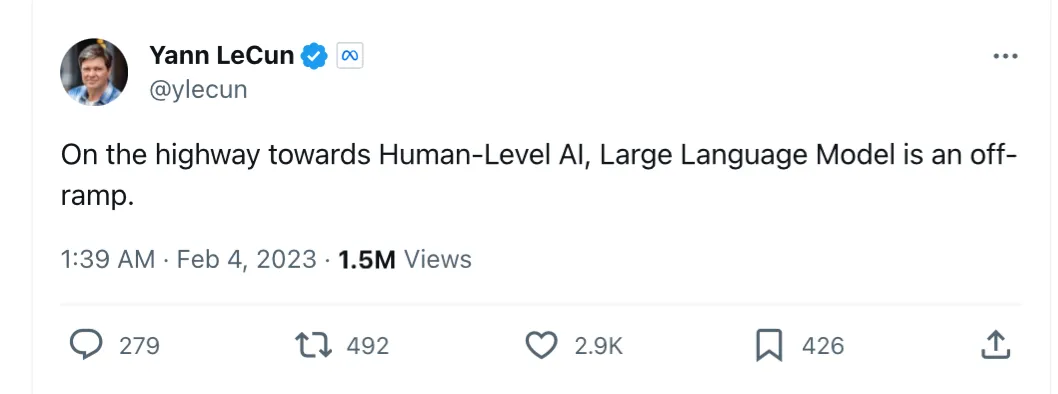 Yann LeCun
@ylecun
On the highway towards Human-Level AI, Large Language Model is an off-
ramp.
1:39 AM · Feb 4, 2023 · 1.5M Views
279 492 2.9K 426